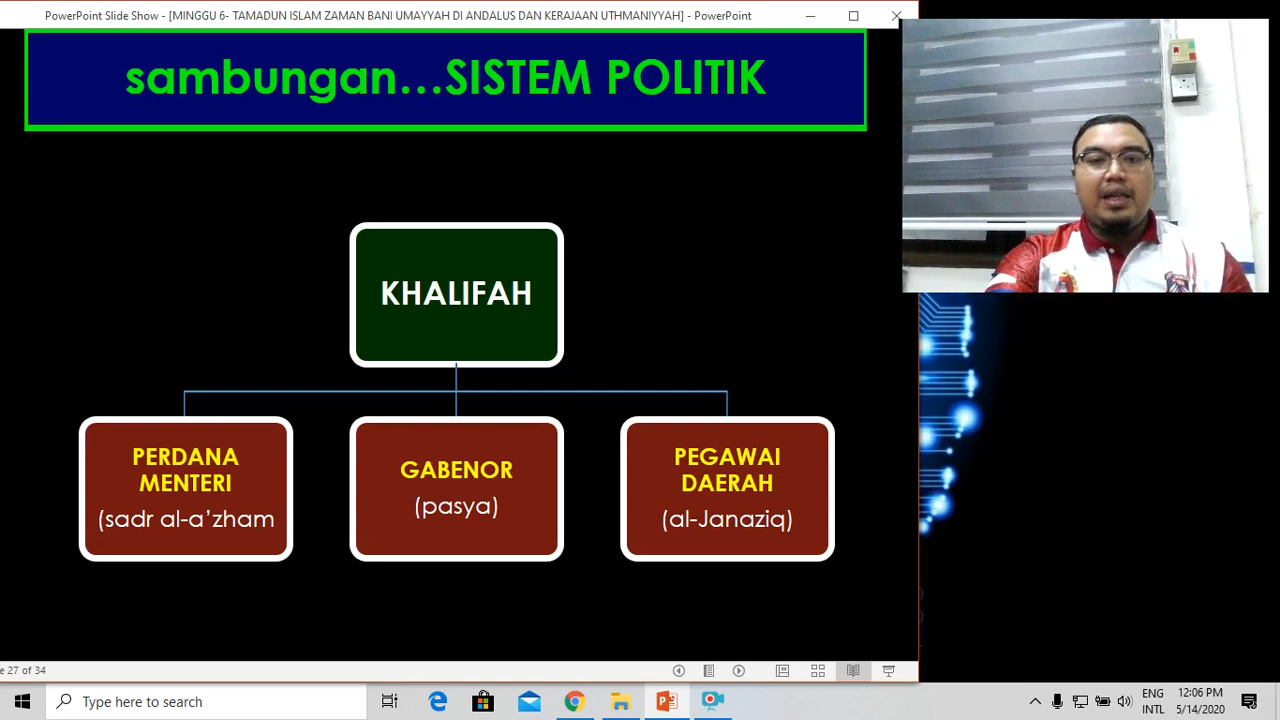 PowerPoint Slide Show - [MINGGU 6- TAMADUN ISLAM ZAMAN BANI UMAYYAH DI ANDALUS DAN KERAJAAN UTHMANIYYAH] - PowerPoint
sambungan...SISTEM POLITIK
KHALIFAH
PERDANA
MENTERI
(sadr al-a’zham
GABENOR
(pasya)
PEGAWAI
DAERAH
(al-Janaziq)
e 27 of 34
Type here to search
ENG
INTL
12:06 PM
5/14/2020